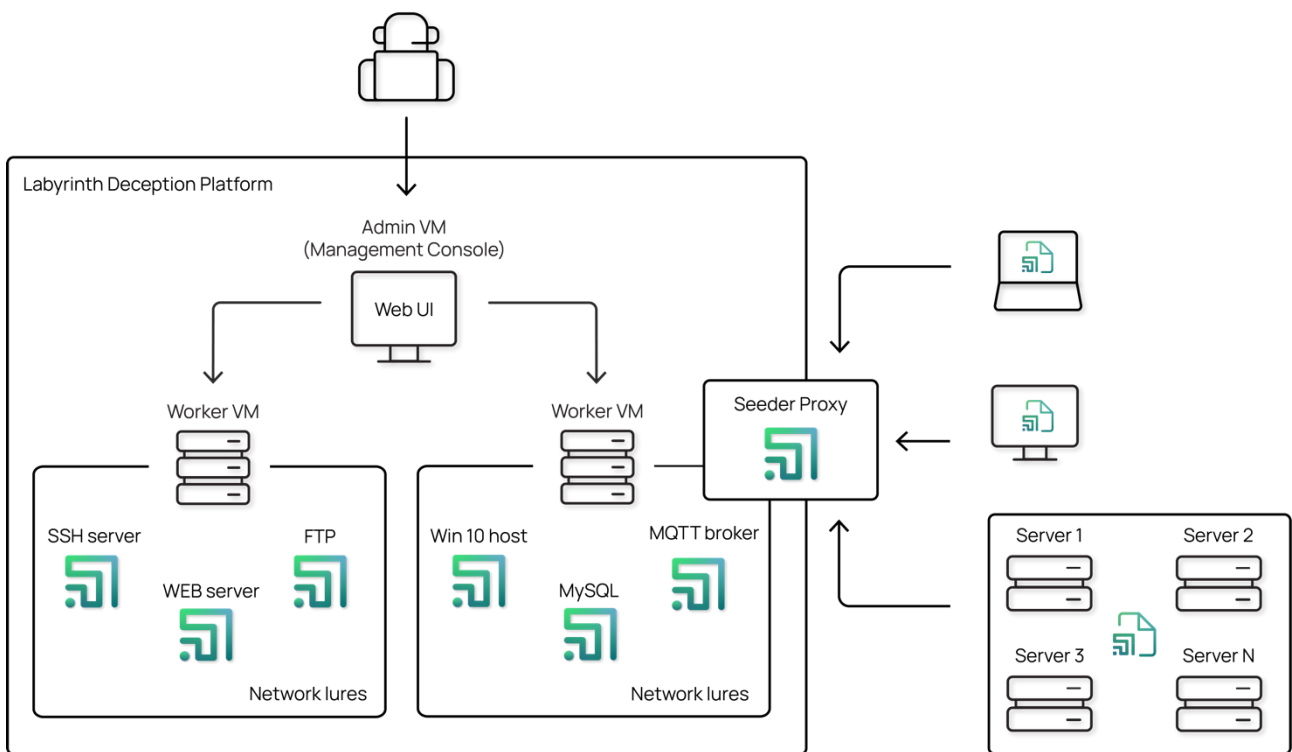 Labyrinth Deception Platform
Admin VM
(Management Console)
Web UI
Worker VM
Worker VM
Seeder Proxy
SSH server
FTP
WEB server
Network lures
Win 10 host
MQTT broker
MySQL
Network lures
Server 1
Server 2
Server 3
Server N